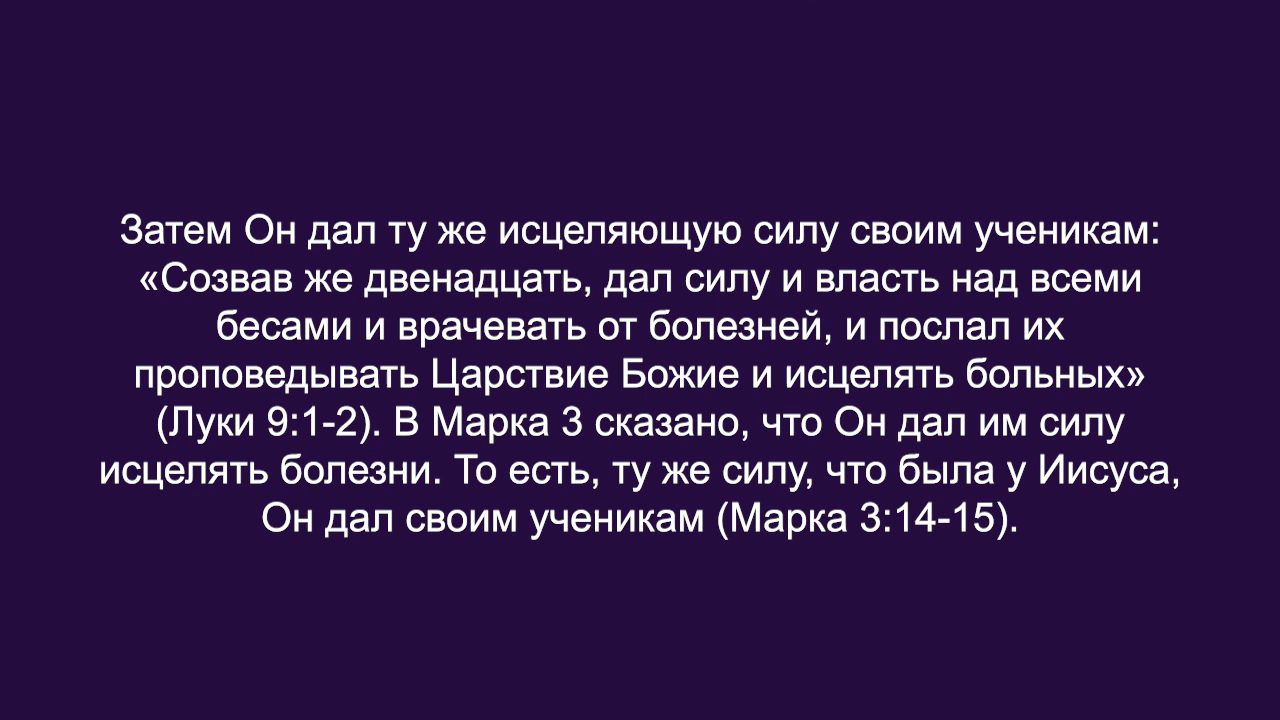 Затем Он дал ту же исцеляющую силу своим ученикам:
«Созвав же двенадцать, дал силу и власть над всеми
бесами и врачевать от болезней, и послал их
проповедывать Царствие Божие и исцелять больных»
(Луки 9:1-2). В Марка 3 сказано, что Он дал им силу
исцелять болезни. То есть, ту же силу, что была у Иисуса,
Он дал своим ученикам (Марка 3:14-15).